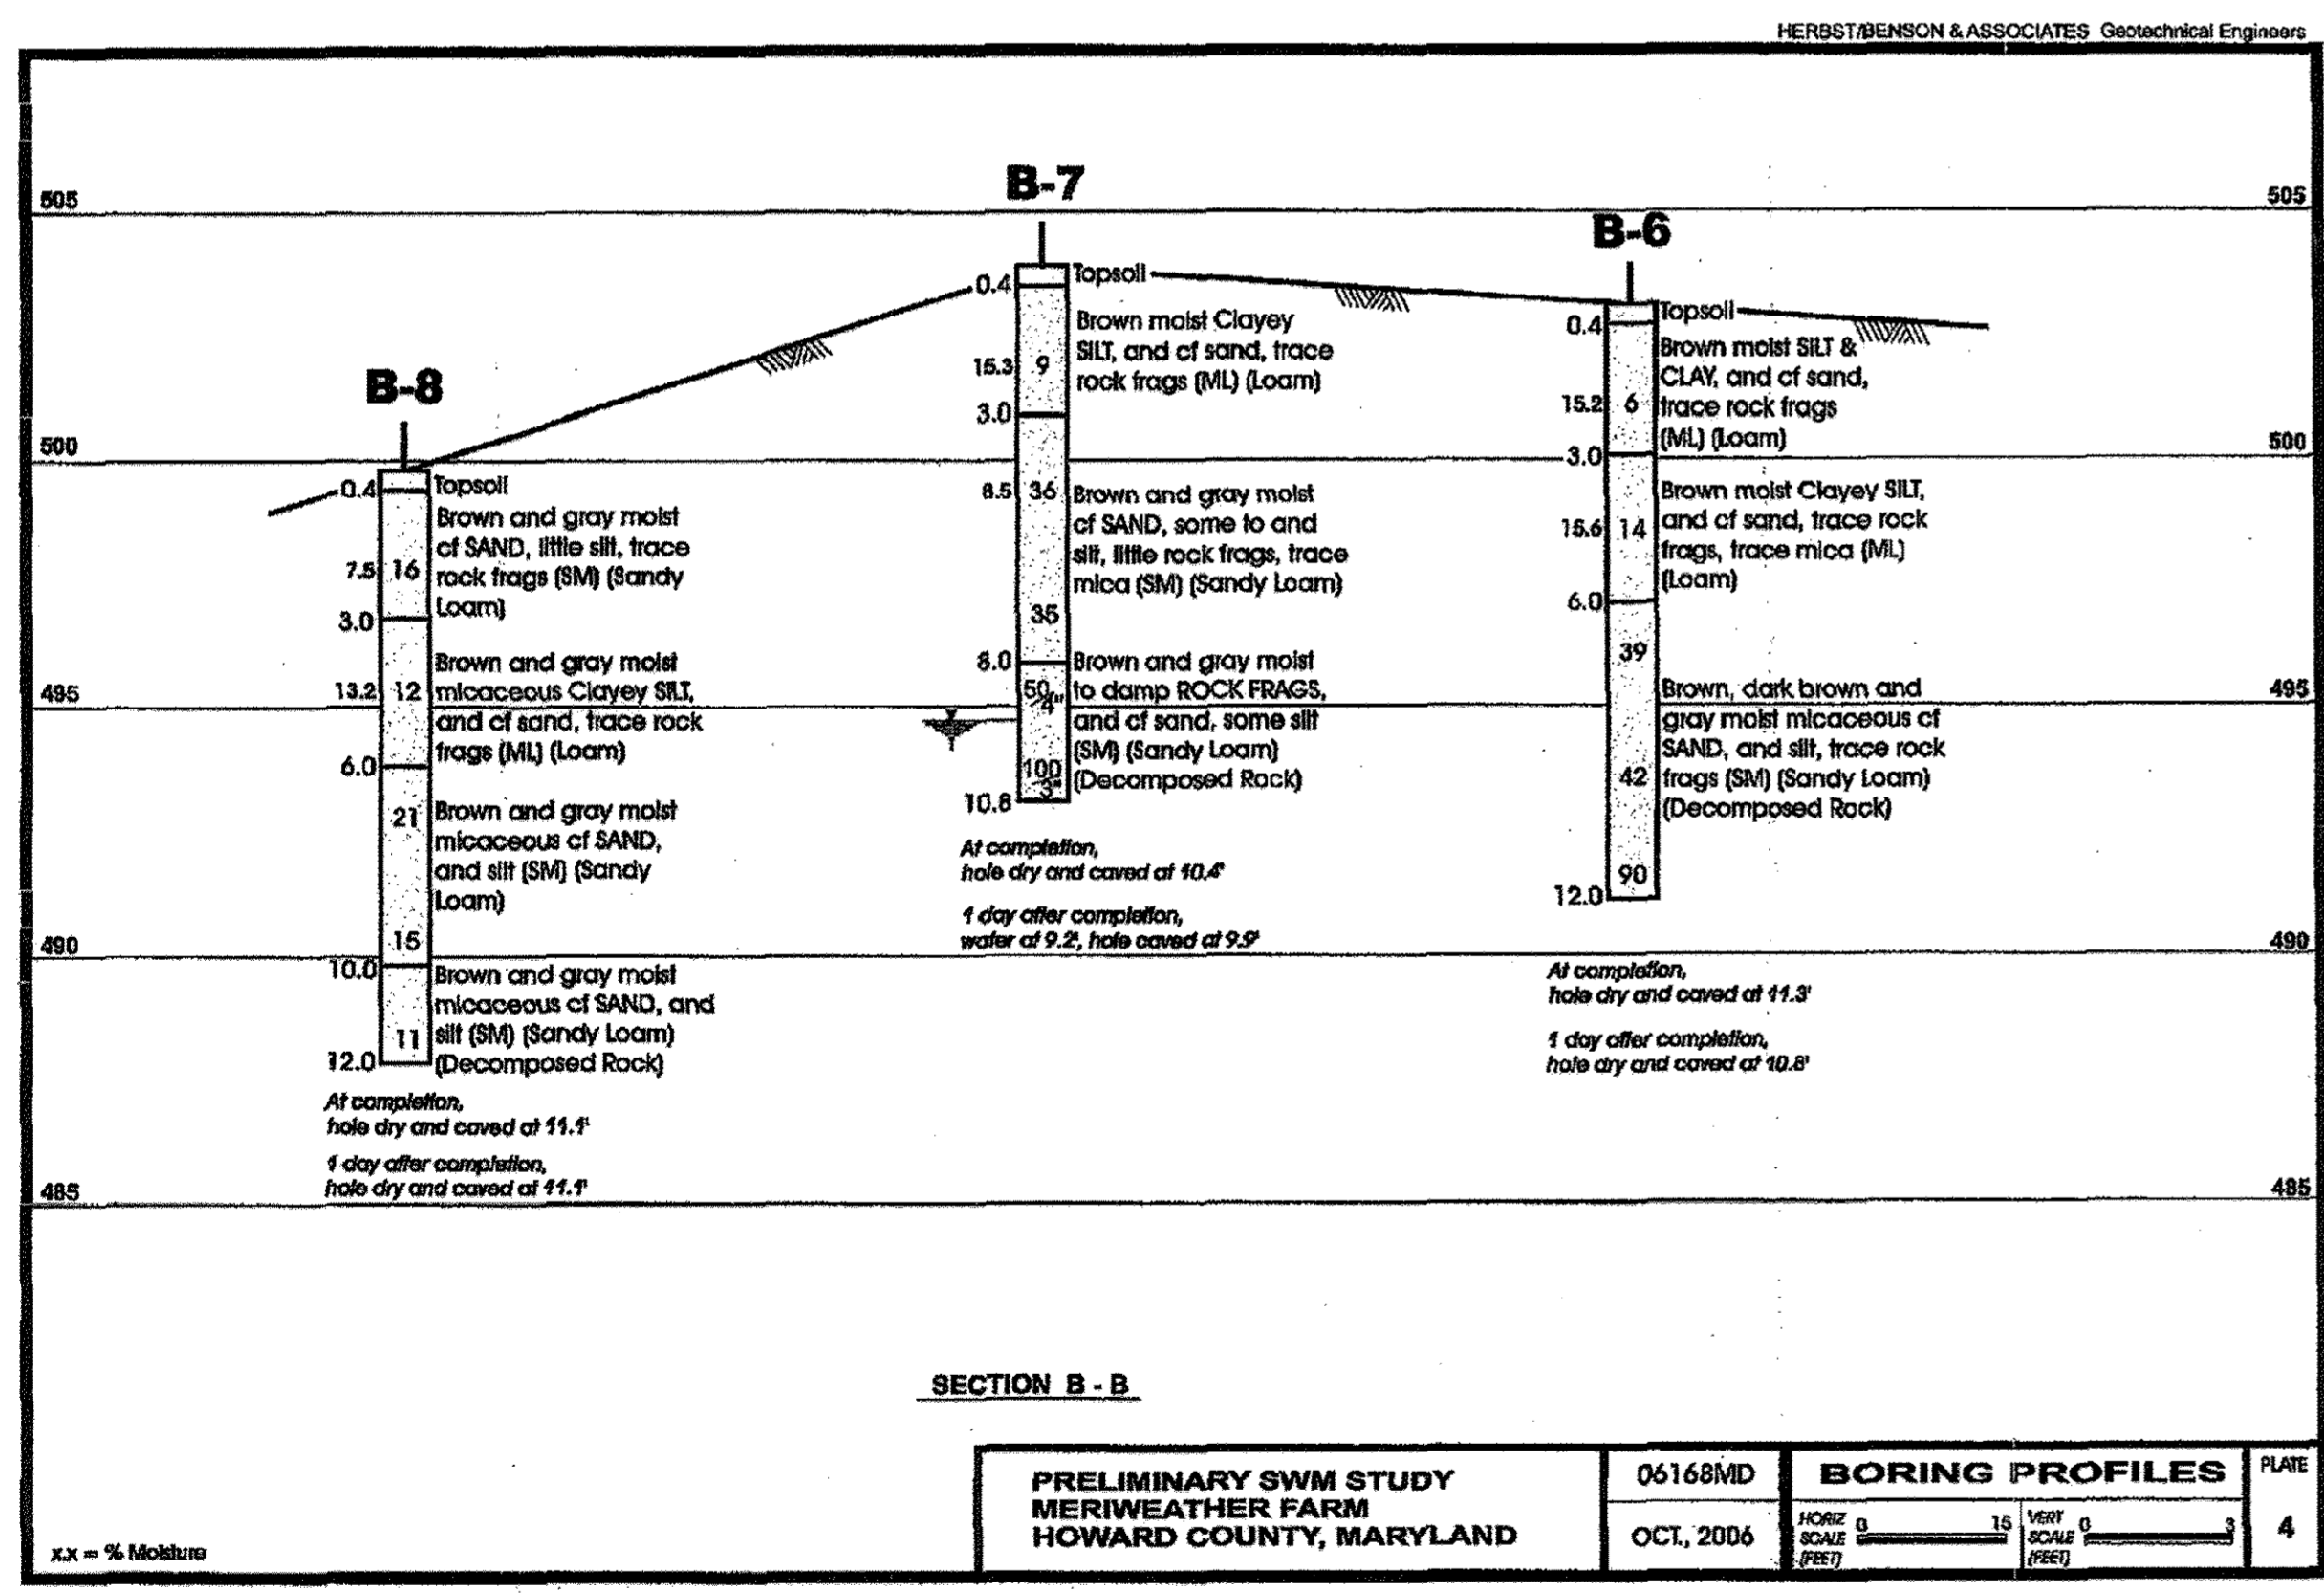 HERBST/BENSON & ASSOCIATES Geotechnical Engineers
505
505
B-8
0.4
Topsoil
Brown and gray moist
cf SAND, little silt, trace
7.5 16 rock frags (SM) (Sandy
Loam)
3.0
Brown and gray moist
13.2 12 micaceous Clayey SILT,
and cf sand, trace rock
frags (ML) (Loam)
6.0
21 Brown and gray moist
micaceous cf SAND,
and silt (SM) (Sandy
Loam)
15
10.0
Brown and gray moist
micaceous cf SAND, and
11 silt (SM) (Sandy Loam)
12.0 (Decomposed Rock)
At completion,
hole dry and caved at 11.1'
1 day after completion,
hole dry and caved at 11.1'
B-7
Topsoil
0.4
Brown moist Clayey
SILT, and cf sand, trace
15.3 9 rock frags (ML) (Loam)
3.0
8.5 36 Brown and gray moist
cf SAND, some to and
silt, little rock frags, trace
mica (SM) (Sandy Loam)
35
8.0 Brown and gray moist
50/4" to damp ROCK FRAGS,
and cf sand, some silt
(SM) (Sandy Loam)
100/3" (Decomposed Rock)
10.8
At completion,
hole dry and caved at 10.4'
1 day after completion,
water at 9.2', hole caved at 9.9'
B-6
Topsoil
0.4
Brown moist SILT &
CLAY, and cf sand,
15.2 6 trace rock frags
(ML) (Loam)
3.0
Brown moist Clayey SILT,
15.6 14 and cf sand, trace rock
frags, trace mica (ML)
(Loam)
6.0
39
Brown, dark brown and
gray moist micaceous cf
SAND, and silt, trace rock
42 frags (SM) (Sandy Loam)
(Decomposed Rock)
90
12.0
At completion,
hole dry and caved at 11.3'
1 day after completion,
hole dry and caved at 10.8'
500
500
495
495
490
490
485
485
SECTION B - B
PRELIMINARY SWM STUDY
MERIWEATHER FARM
HOWARD COUNTY, MARYLAND
06168MD
OCT., 2006
BORING PROFILES
HORIZ SCALE (FEET) 0 15
VERT SCALE (FEET) 0 3
PLATE
4
x.x = % Moisture